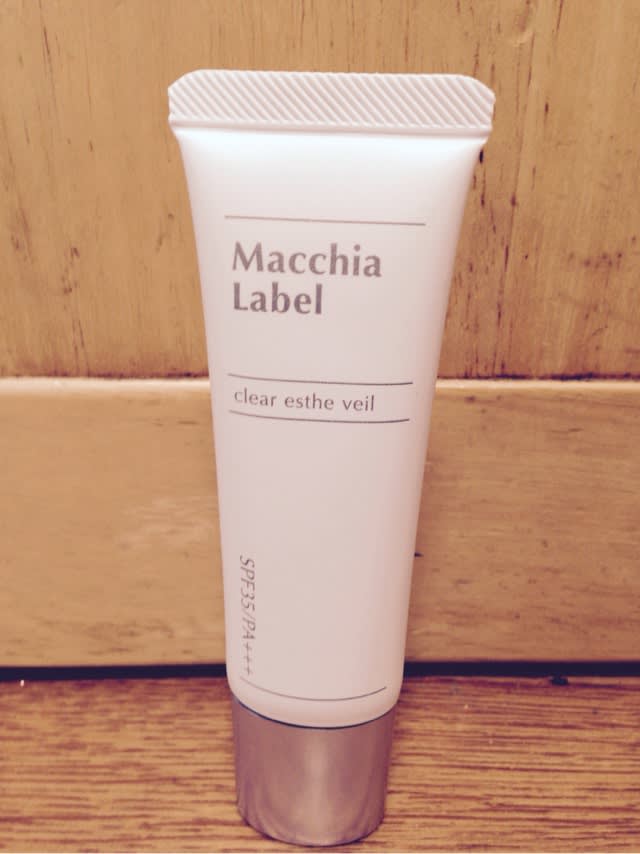 Macchia
Label
clear esthe veil
SPF35/PA+++